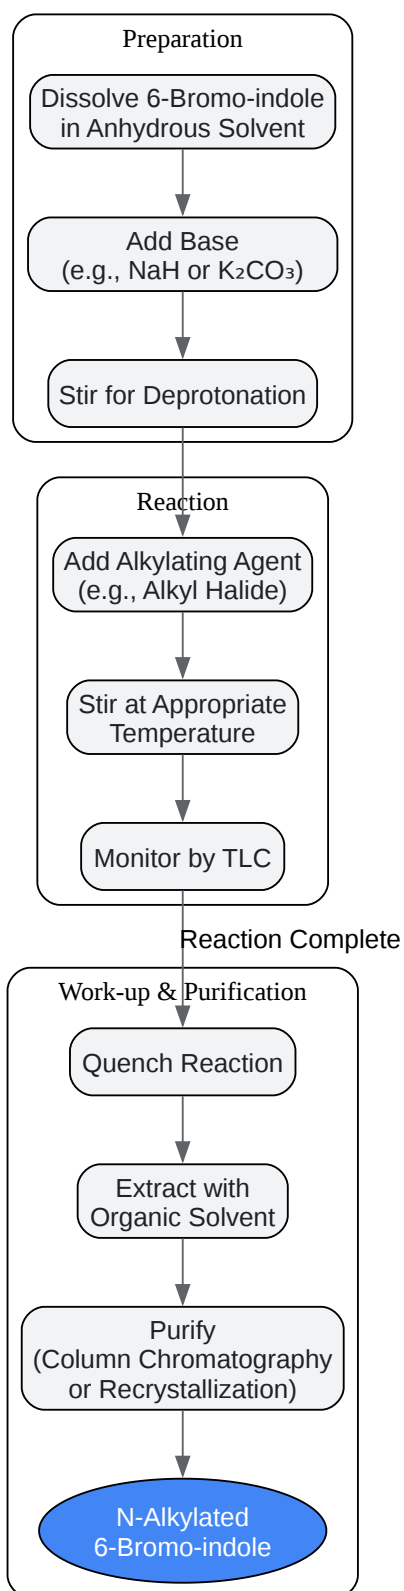 Preparation
Dissolve 6-Bromo-indole
in Anhydrous Solvent
Add Base
(e.g., NaH or K₂CO₃)
Stir for Deprotonation
Reaction
Add Alkylating Agent
(e.g., Alkyl Halide)
Stir at Appropriate
Temperature
Monitor by TLC
Reaction Complete
Work-up & Purification
Quench Reaction
Extract with
Organic Solvent
Purify
(Column Chromatography
or Recrystallization)
N-Alkylated
6-Bromo-indole